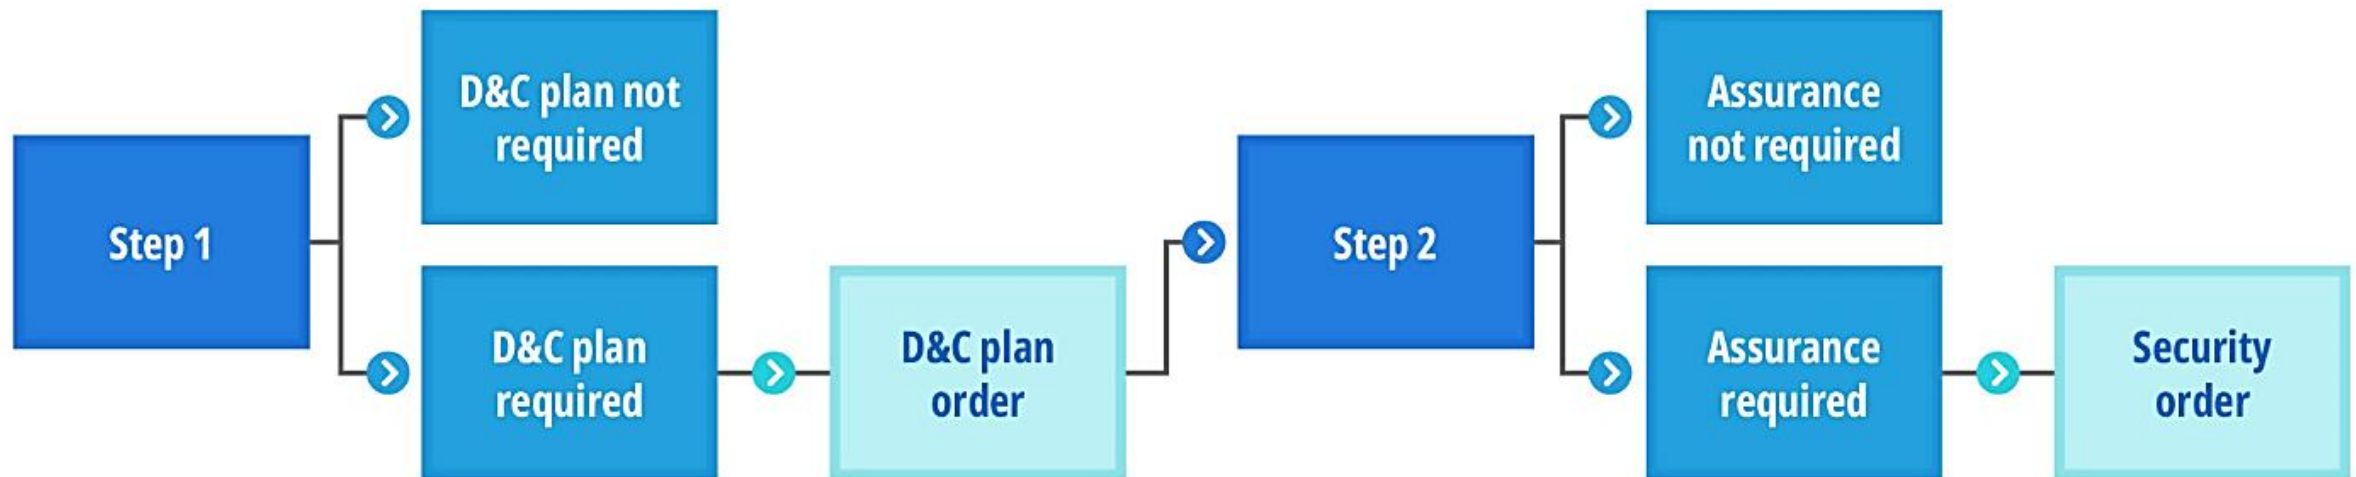 Step 1
D&C plan not
required
D&C plan
required
D&C plan
order
Step 2
Assurance
not required
Assurance
required
Security
order